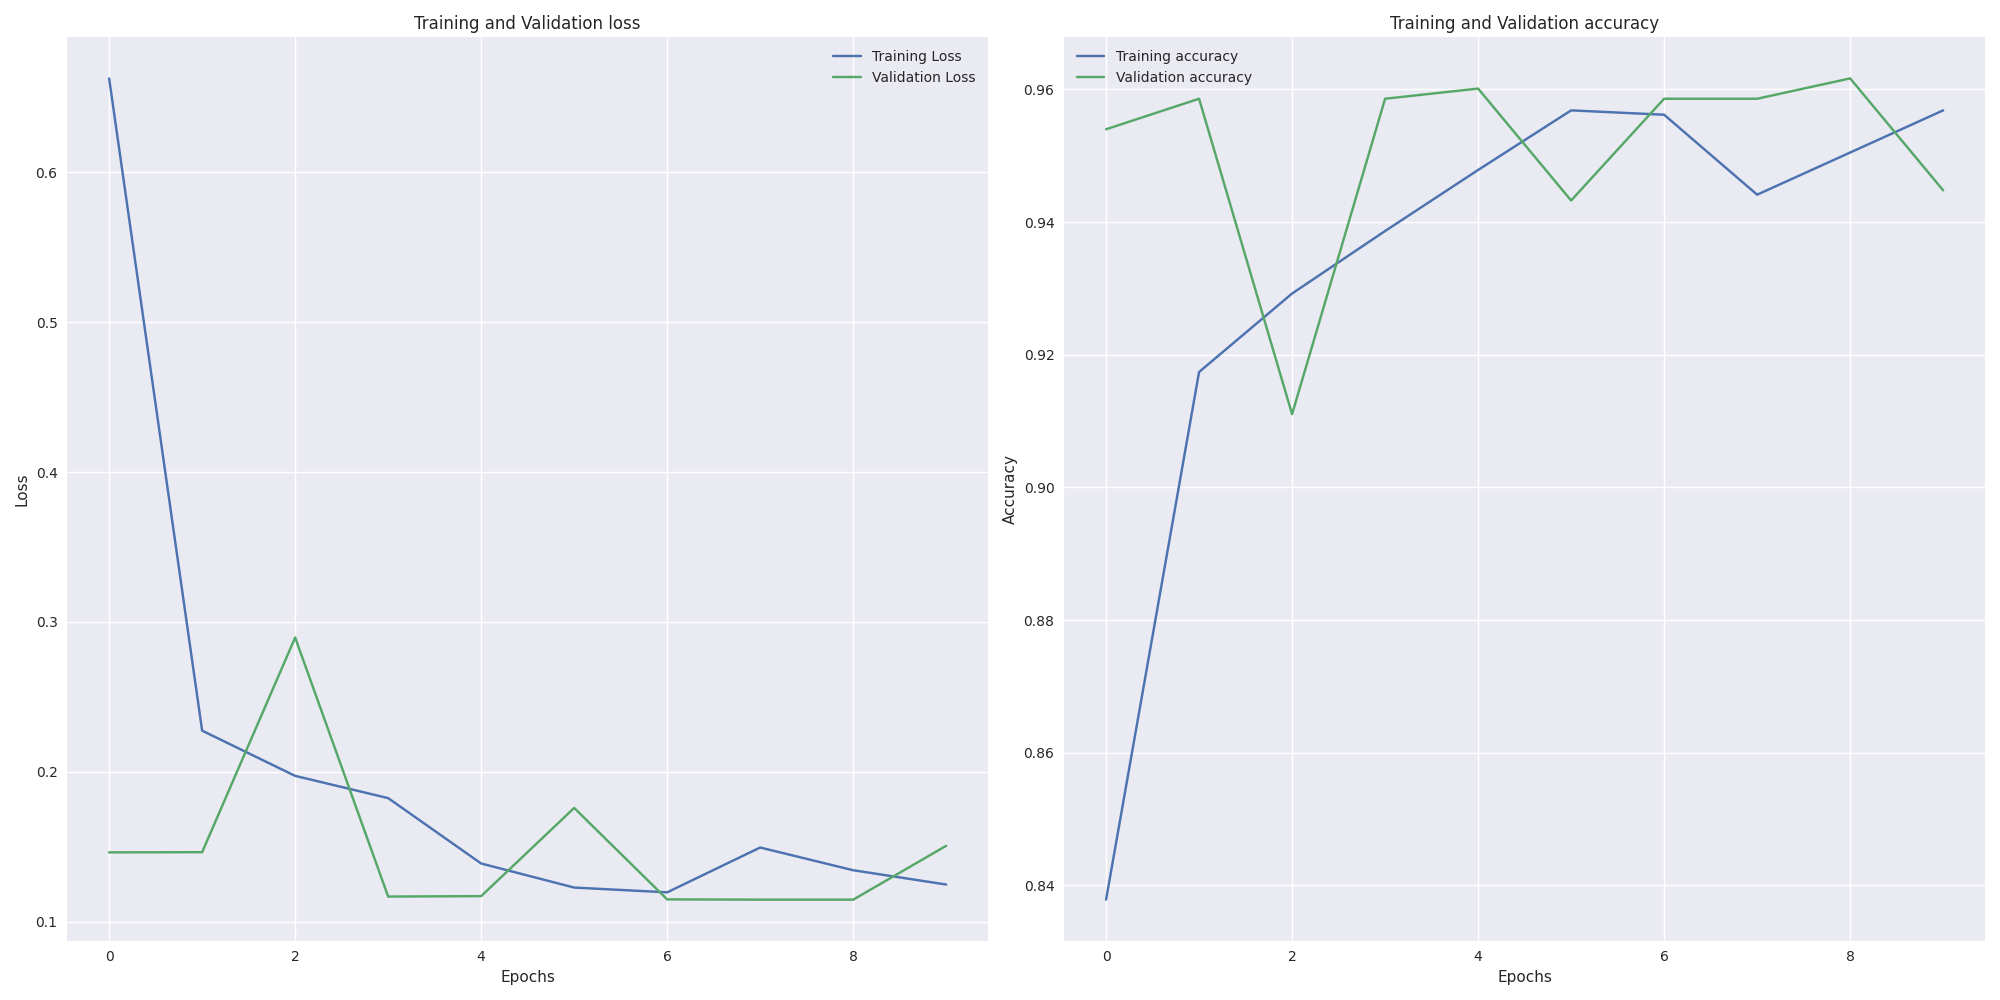 Training and Validation loss
Training Loss
Validation Loss
0.6
0.5
0.4
0.3
0.2
0.1
Loss
0
2
4
6
8
Epochs
Training and Validation accuracy
Training accuracy
Validation accuracy
0.96
0.94
0.92
0.90
0.88
0.86
0.84
Accuracy
0
2
4
6
8
Epochs